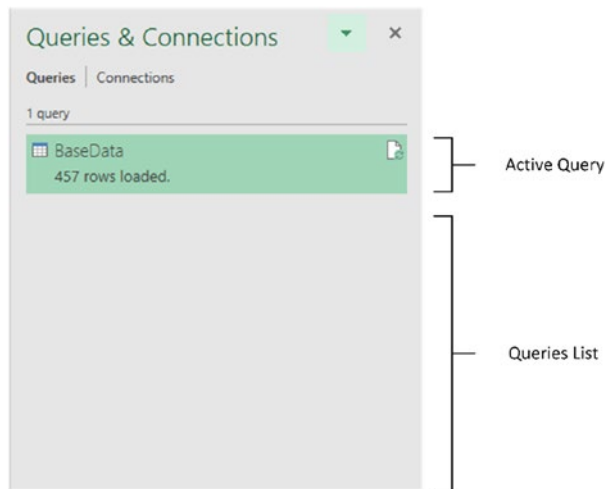 Queries & Connections
Queries | Connections
1 query
BaseData
457 rows loaded.
Active Query
Queries List